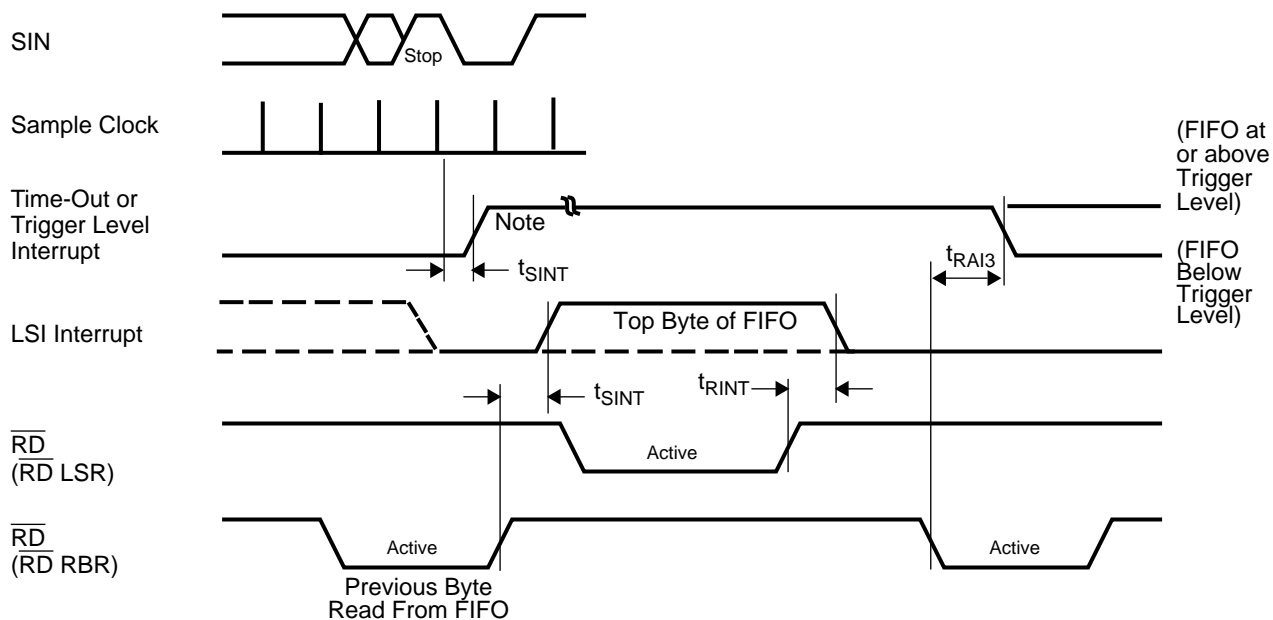 SIN
Stop
Sample Clock
(FIFO at
or above
Trigger
Level)
Time-Out or
Trigger Level
Interrupt
Note
tSINT
tRAI3
(FIFO
Below
Trigger
Level)
LSI Interrupt
Top Byte of FIFO
tSINT
tRINT
RD
(RD LSR)
Active
RD
(RD RBR)
Active
Active
Previous Byte
Read From FIFO